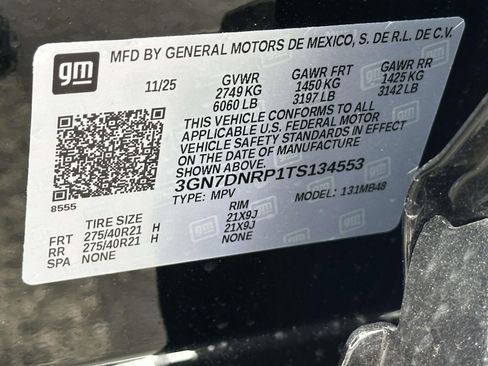 gm
MFD BY GENERAL MOTORS DE MEXICO, S. DE R.L. DE C.V.
11/25 GVWR GAWR FRT GAWR RR
2749 KG 1450 KG 1425 KG
6060 LB 3197 LB 3142 LB
THIS VEHICLE CONFORMS TO ALL
APPLICABLE U.S. FEDERAL MOTOR
VEHICLE SAFETY STANDARDS IN EFFECT
ON THE DATE OF MANUFACTURE
SHOWN ABOVE.
3GN7DNRP1TS134553
8555
TYPE: MPV MODEL: 131MB48
TIRE SIZE RIM
FRT 275/40R21 H 21X9J
RR 275/40R21 H 21X9J
SPA NONE NONE